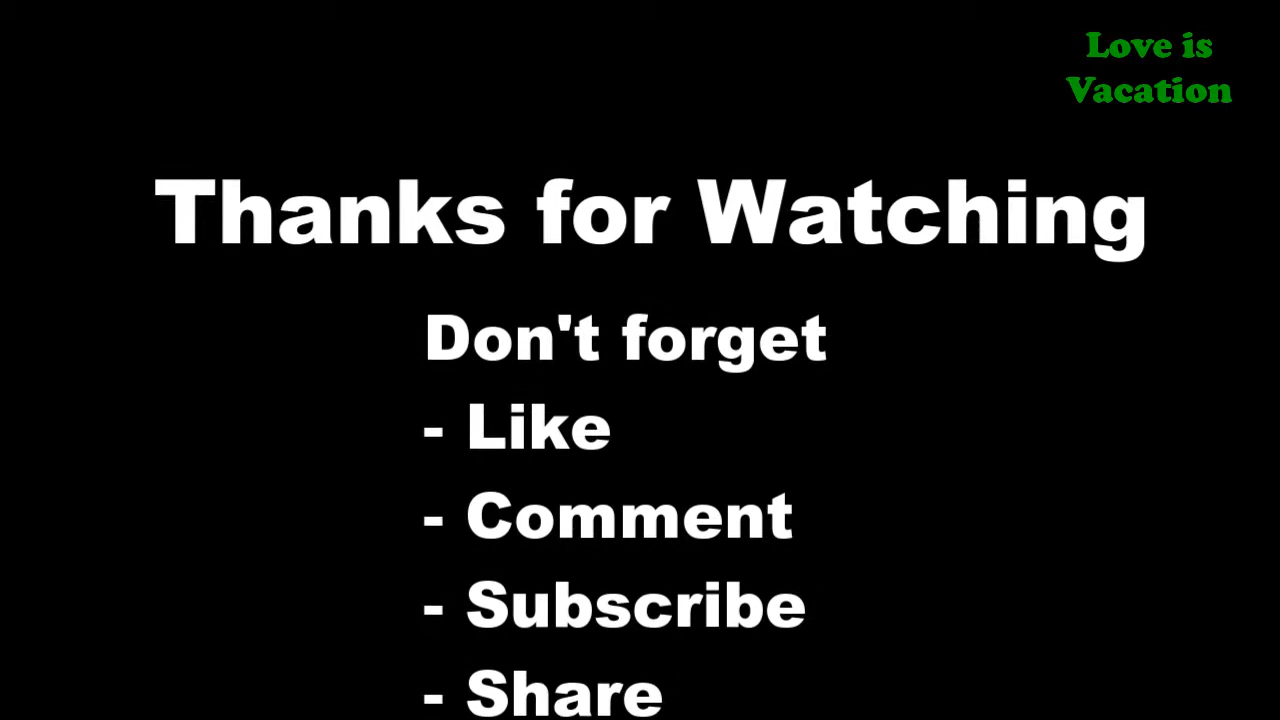 Love is
Vacation
Thanks for Watching
Don't forget
- Like
- Comment
- Subscribe
- Share